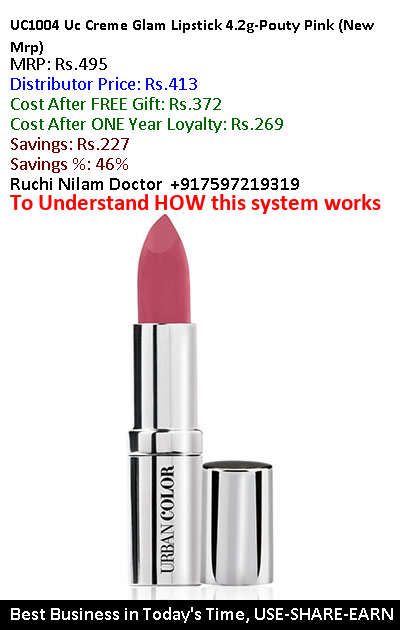 UC1004 Uc Creme Glam Lipstick 4.2g-Pouty Pink (New
Mrp)
MRP: Rs.495
Distributor Price: Rs.413
Cost After FREE Gift: Rs.372
Cost After ONE Year Loyalty: Rs.269
Savings: Rs.227
Savings %: 46%
Ruchi Nilam Doctor  +917597219319
To Understand HOW this system works
URBAN COLOR
Best Business in Today's Time, USE-SHARE-EARN